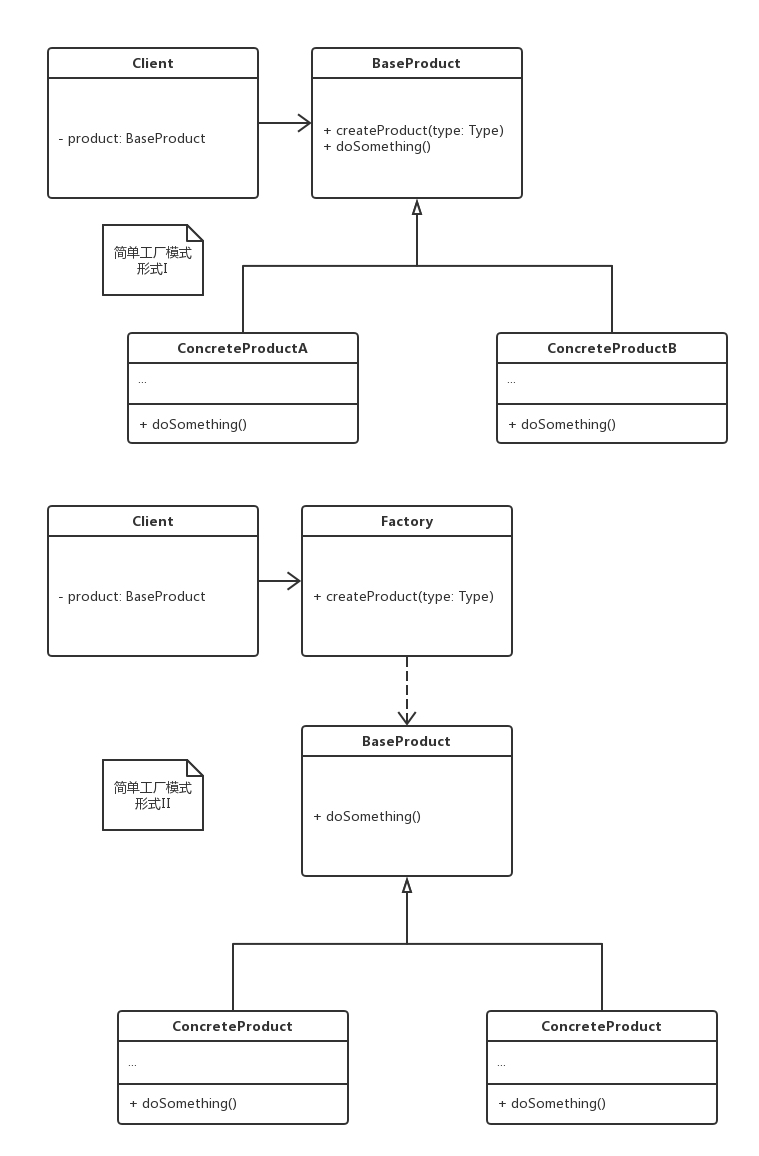 Client
- product: BaseProduct
BaseProduct
+ createProduct(type: Type)
+ doSomething()
简单工厂模式
形式I
ConcreteProductA
...
+ doSomething()
ConcreteProductB
...
+ doSomething()
Client
- product: BaseProduct
Factory
+ createProduct(type: Type)
BaseProduct
+ doSomething()
简单工厂模式
形式II
ConcreteProduct
...
+ doSomething()
ConcreteProduct
...
+ doSomething()